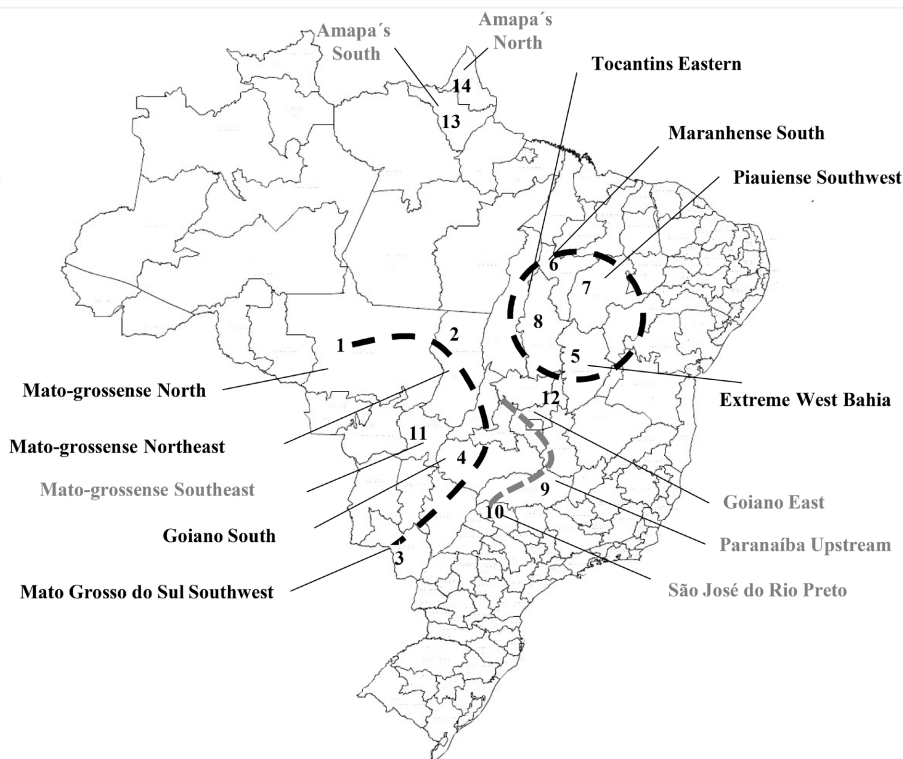 Amapa´s
South
Amapa´s
North
Tocantins Eastern
14
13
Maranhense South
Piauiense Southwest
6
7
8
2
1
5
Mato-grossense North
Extreme West Bahia
12
11
Mato-grossense Northeast
4
Mato-grossense Southeast
9
Goiano East
10
Goiano South
Paranaíba Upstream
3
Mato Grosso do Sul Southwest
São José do Rio Preto